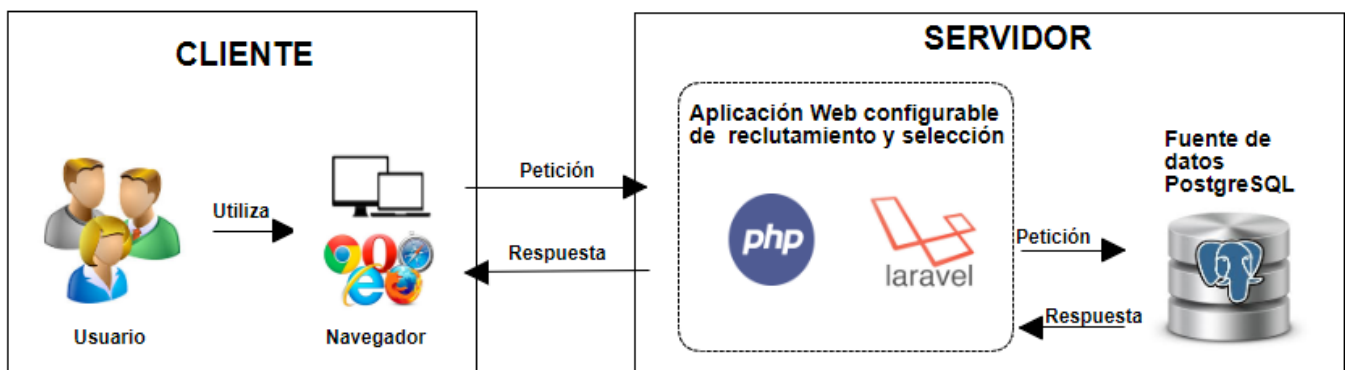 CLIENTE
Utiliza
Usuario
Navegador
Petición
Respuesta
SERVIDOR
Aplicación Web configurable
de reclutamiento y selección
php
laravel
Petición
Respuesta
Fuente de
datos
PostgreSQL